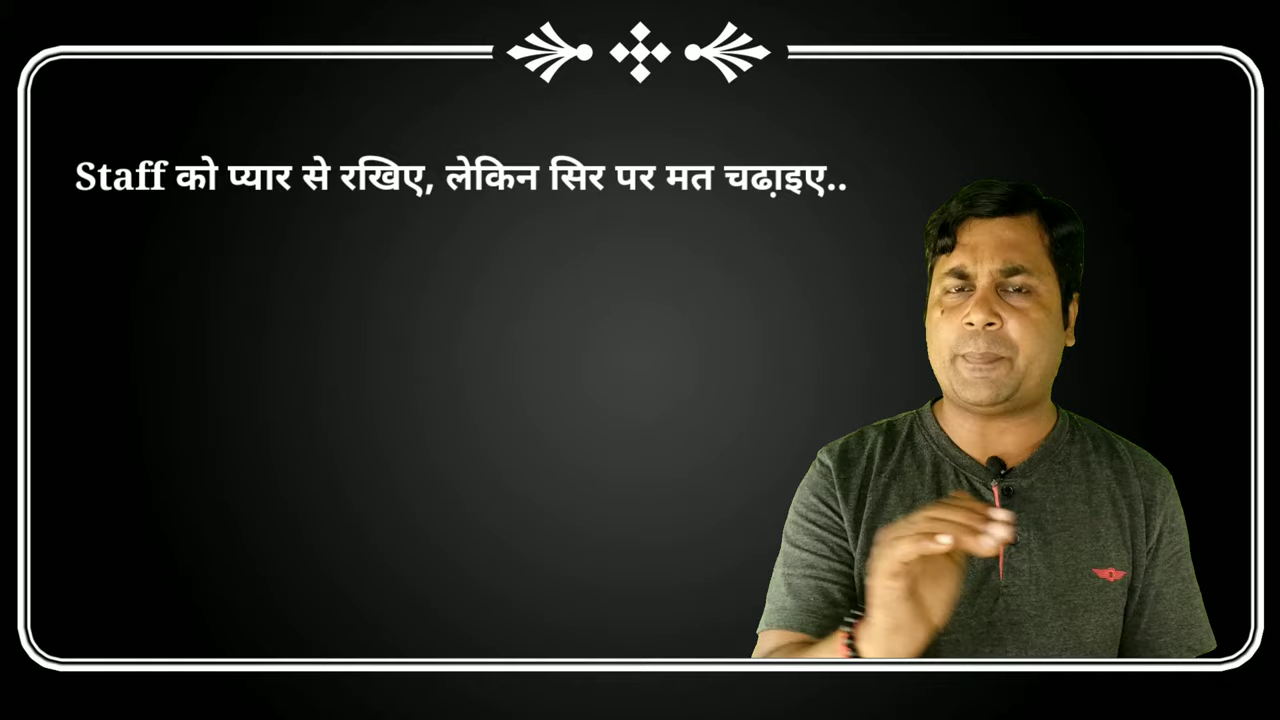 Staff को प्यार से रखिए, लेकिन सिर पर मत चढा़इए..